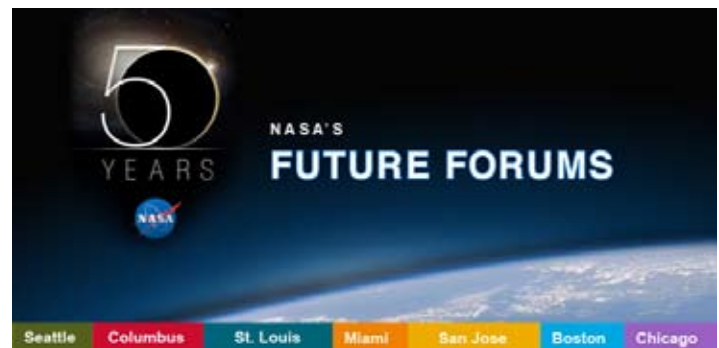 50
YEARS
NASA
NASA'S
FUTURE FORUMS
Seattle Columbus St. Louis Miami San Jose Boston Chicago